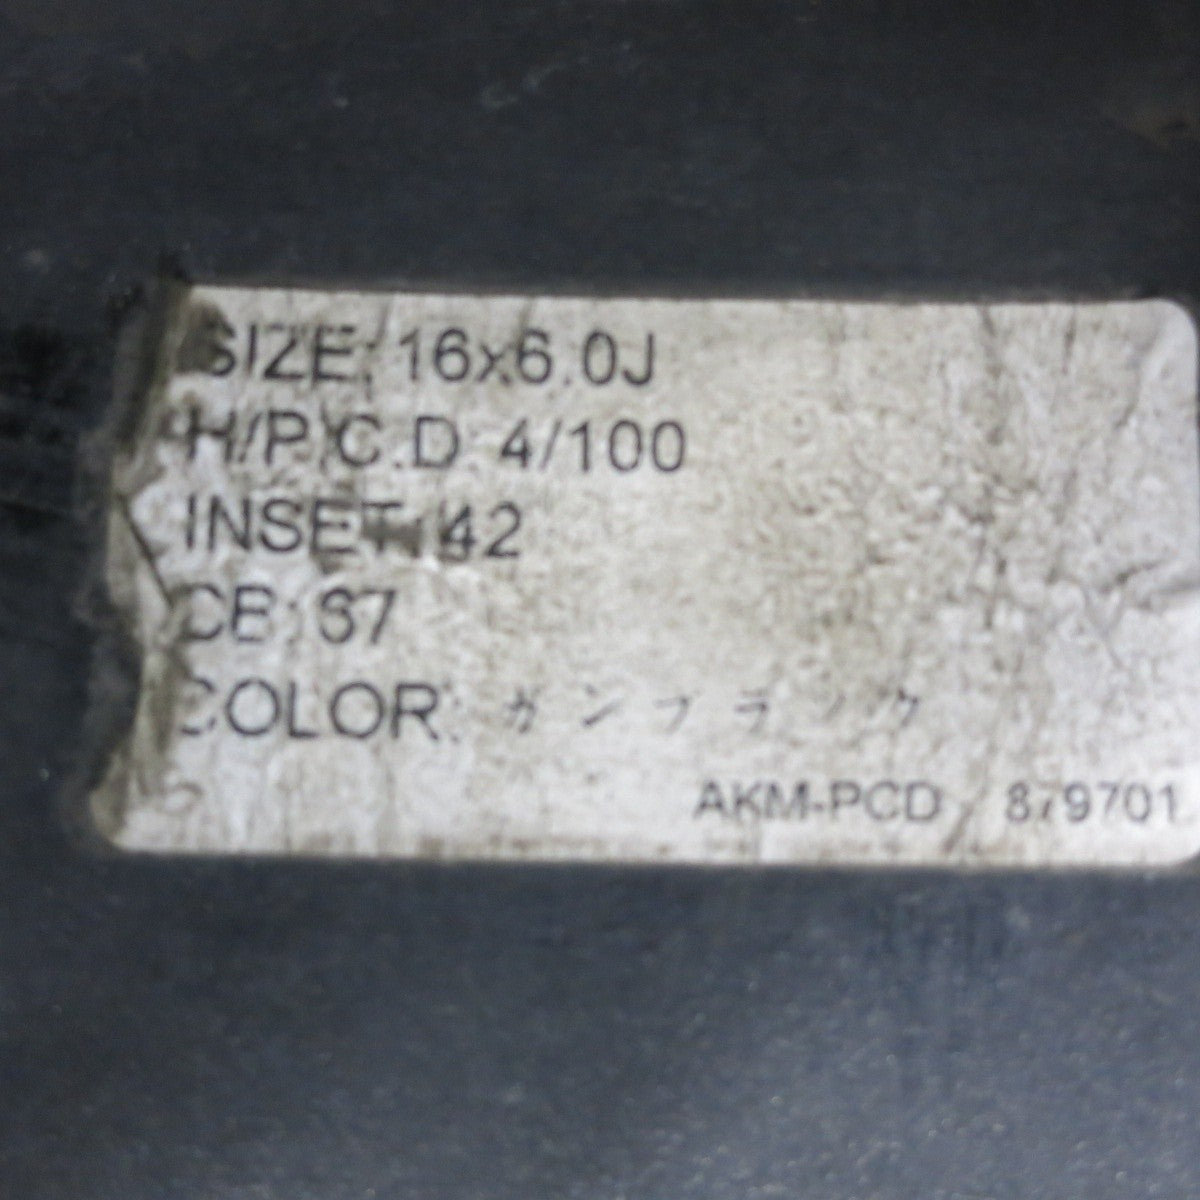 SIZE: 16x6.0J
H/P.C.D. 4/100
INSET: 42
CB: 67
COLOR: ガンブラック
AKM-PCD 879701